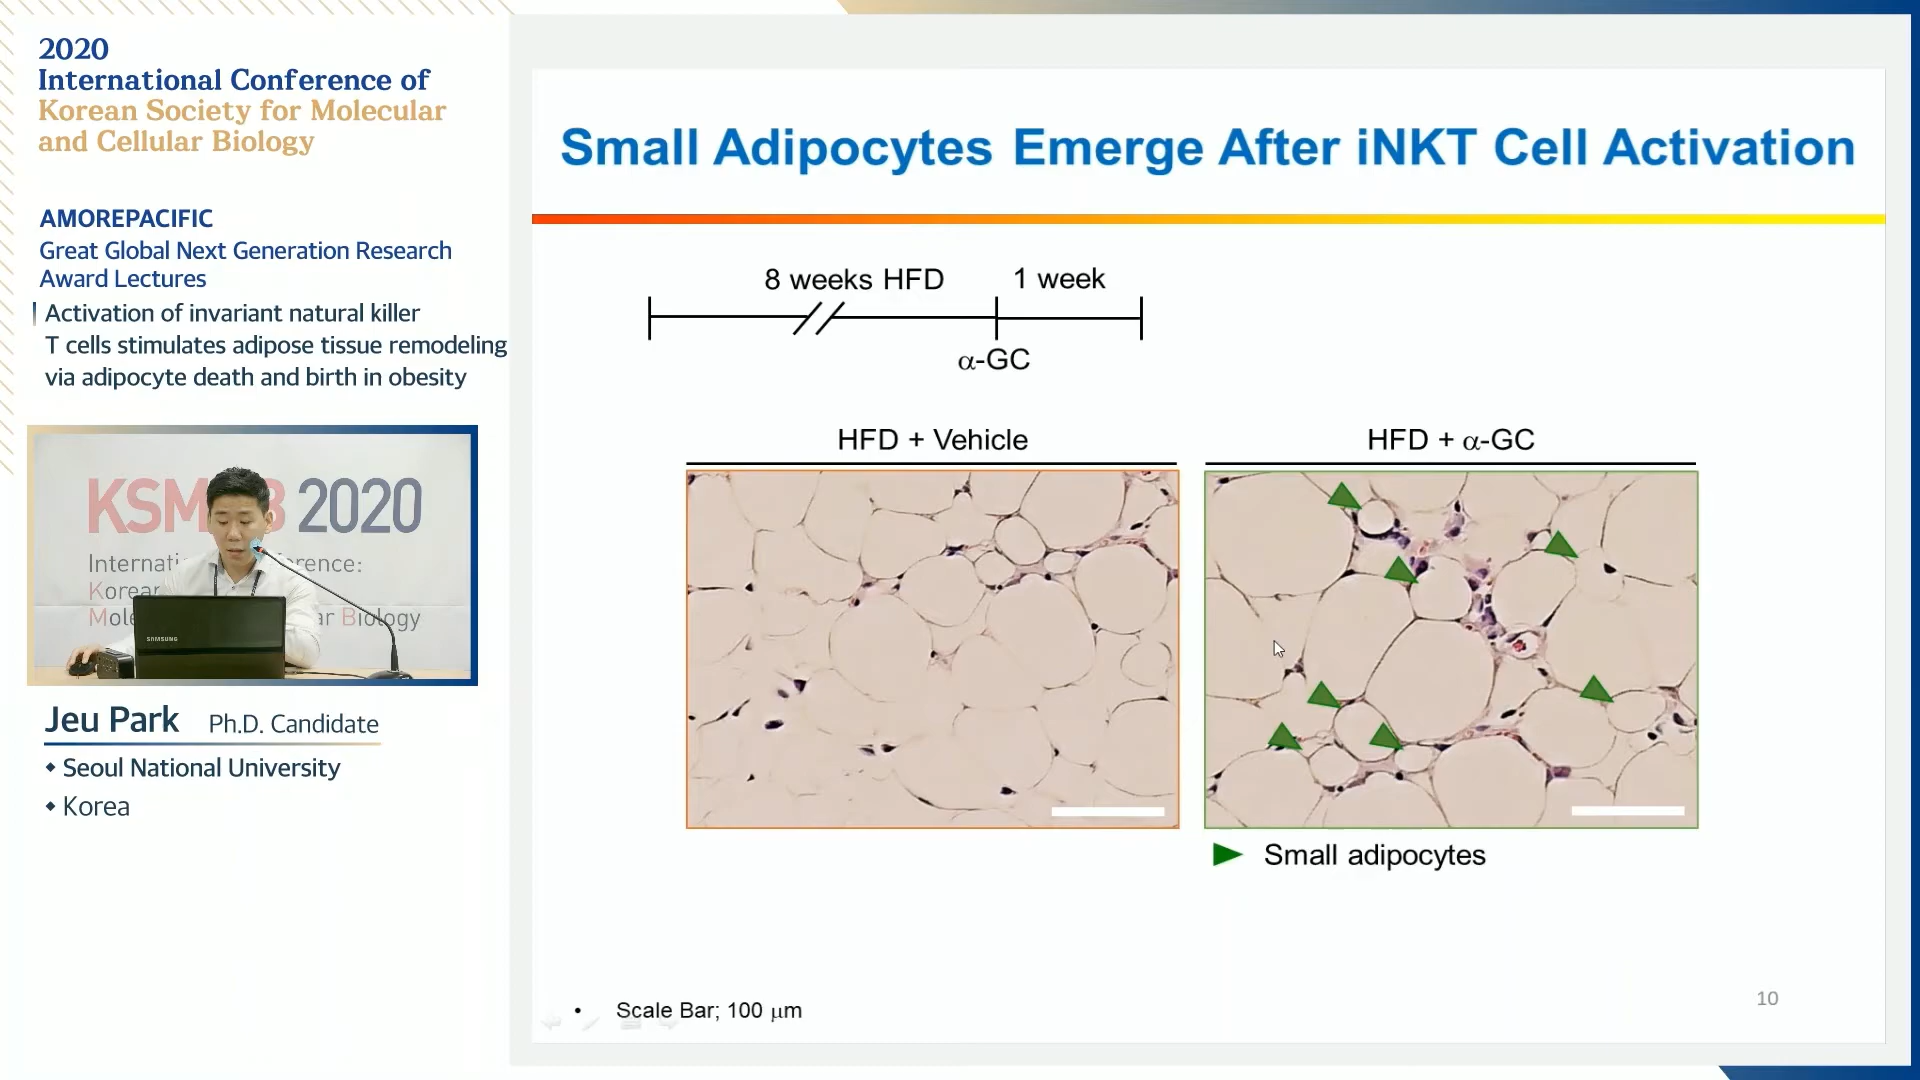 2020
International Conference of
Korean Society for Molecular
and Cellular Biology
AMOREPACIFIC
Great Global Next Generation Research
Award Lectures
Activation of invariant natural killer
T cells stimulates adipose tissue remodeling
via adipocyte death and birth in obesity
2020
SAMSUNG
Biology
Jeu Park Ph.D. Candidate
Seoul National University
Korea
Small Adipocytes Emerge After iNKT Cell Activation
8 weeks HFD 1 week
α-GC
HFD + Vehicle
HFD + α-GC
Small adipocytes
• Scale Bar; 100 μm
10